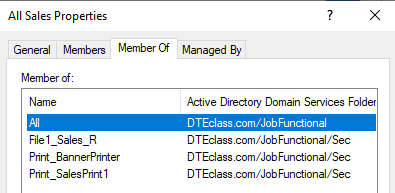 All Sales Properties ? ×
General Members Member Of Managed By
Member of:
Name Active Directory Domain Services Folder
All DTEclass.com/JobFunctional
File1_Sales_R DTEclass.com/JobFunctional/Sec
Print_BannerPrinter DTEclass.com/JobFunctional/Sec
Print_SalesPrint1 DTEclass.com/JobFunctional/Sec